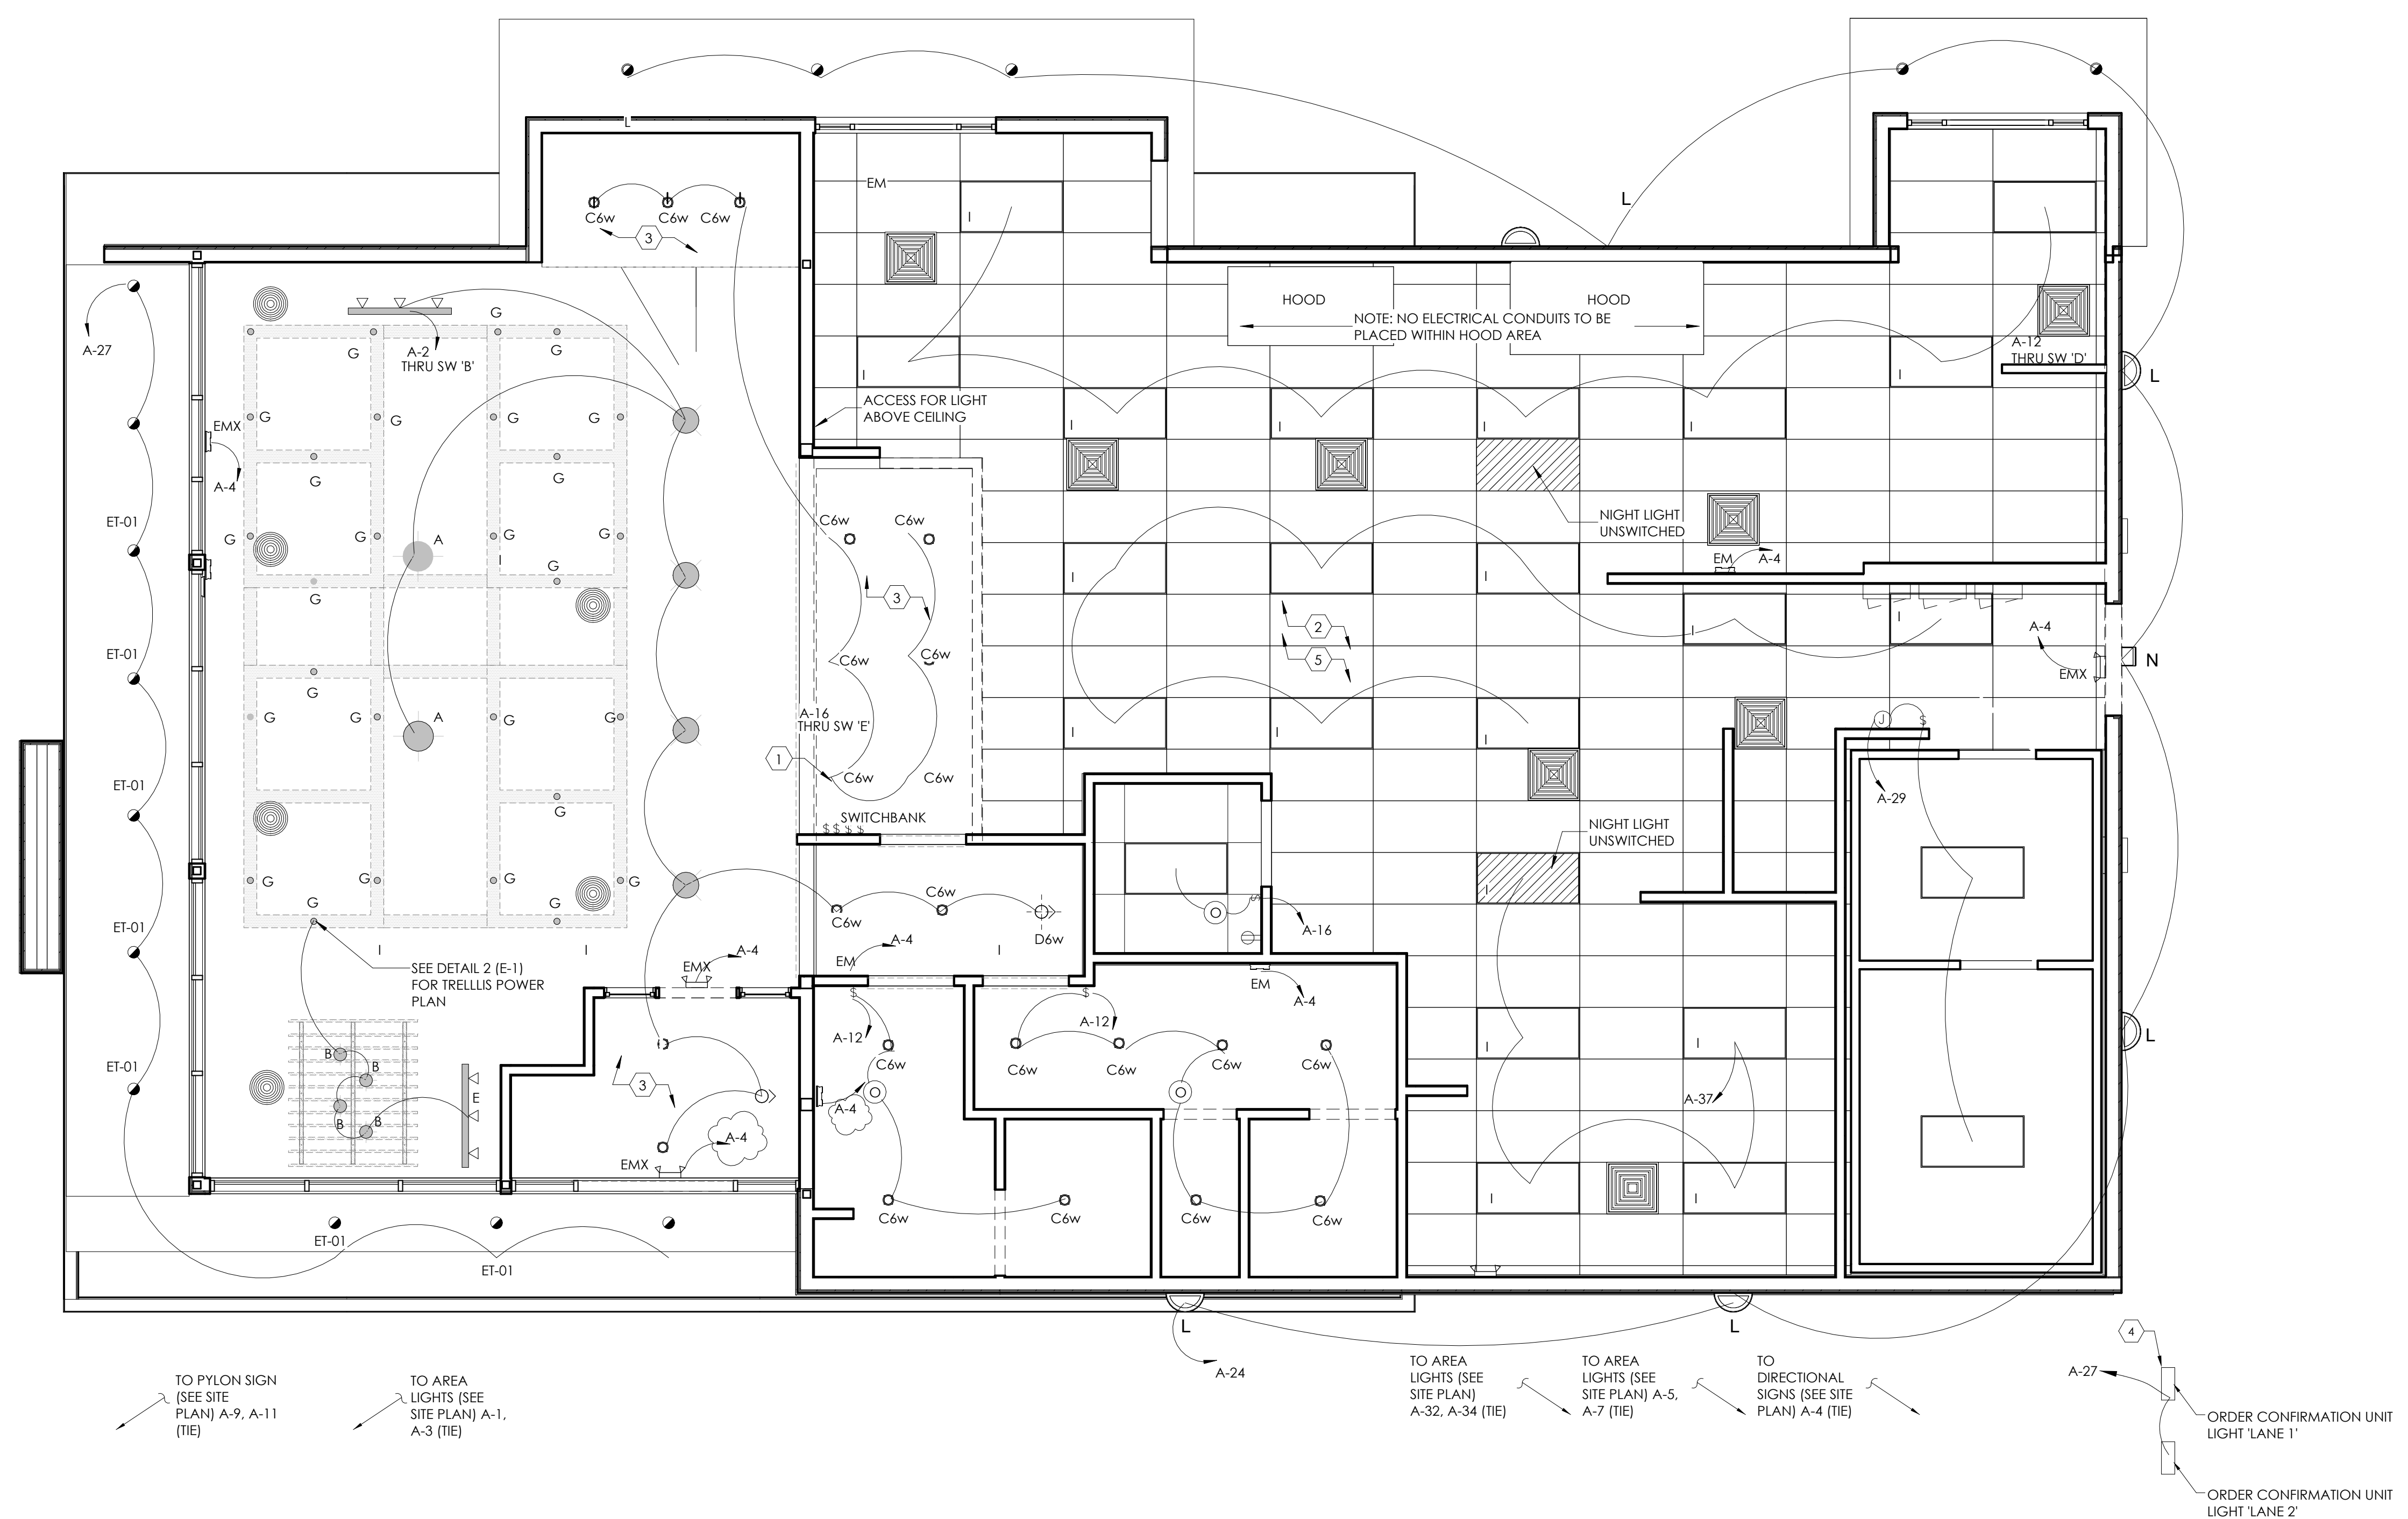 L
EM
I
C6w
C6w
C6w
3
L
G
HOOD
HOOD
NOTE: NO ELECTRICAL CONDUITS TO BE
PLACED WITHIN HOOD AREA
A-12
THRU SW 'D'
A-27
A-2
THRU SW 'B'
G
G
I
I
L
ACCESS FOR LIGHT
ABOVE CEILING
EMX
G
G
G
G
G
I
I
I
I
A-4
G
G
NIGHT LIGHT
UNSWITCHED
ET-01
C6w
C6w
G
G
G
G
A
I
G
EM
A-4
I
I
I
G
3
I
I
2
5
A-4
ET-01
C6w
C6w
EMX
N
G
G
G
A
G
G
A-16
THRU SW 'E'
I
I
I
J
$
1
C6w
C6w
ET-01
A-29
G
SWITCHBANK
$ $ $ $
NIGHT LIGHT
UNSWITCHED
G
G
G
G
I
G
G
C6w
C6w
D6w
$
A-16
ET-01
I
I
A-4
A-4
I
EM
EMX
SEE DETAIL 2 (E-1)
FOR TRELLLIS POWER
PLAN
EM
A-4
$
$
A-12
A-12
I
I
L
B
B
C6w
C6w
C6w
C6w
C6w
ET-01
3
E
A-4
A-37
B
B
A-4
EMX
I
I
C6w
C6w
C6w
C6w
ET-01
ET-01
L
L
A-24
4
TO PYLON SIGN
(SEE SITE
PLAN) A-9, A-11
(TIE)
TO AREA
LIGHTS (SEE
SITE PLAN) A-1,
A-3 (TIE)
TO AREA
LIGHTS (SEE
SITE PLAN)
A-32, A-34 (TIE)
TO AREA
LIGHTS (SEE
SITE PLAN) A-5,
A-7 (TIE)
TO
DIRECTIONAL
SIGNS (SEE SITE
PLAN) A-4 (TIE)
A-27
ORDER CONFIRMATION UNIT
LIGHT 'LANE 1'
ORDER CONFIRMATION UNIT
LIGHT 'LANE 2'